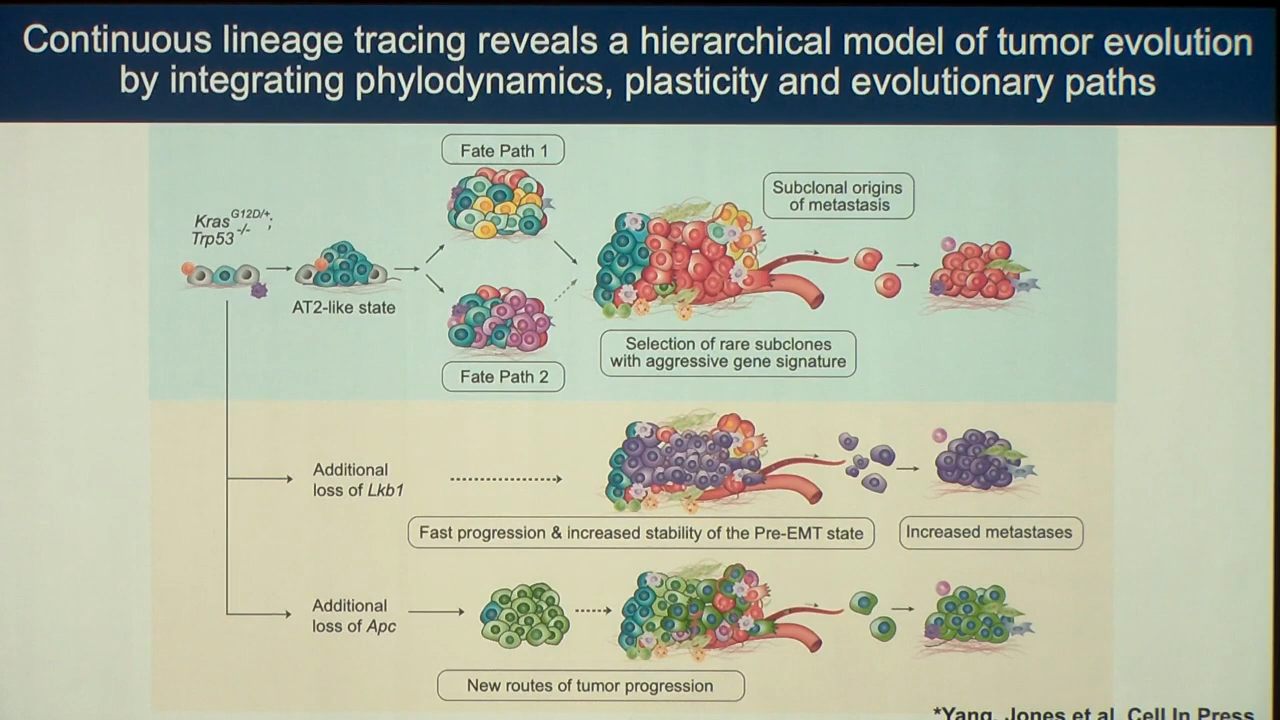 Continuous lineage tracing reveals a hierarchical model of tumor evolution
by integrating phylodynamics, plasticity and evolutionary paths
Fate Path 1
Subclonal origins
of metastasis
Kras^G12D/+;
Trp53^-/-
AT2-like state
Selection of rare subclones
with aggressive gene signature
Fate Path 2
Additional
loss of Lkb1
Fast progression & increased stability of the Pre-EMT state
Increased metastases
Additional
loss of Apc
New routes of tumor progression
*Yang, Jones et al. Cell In Press